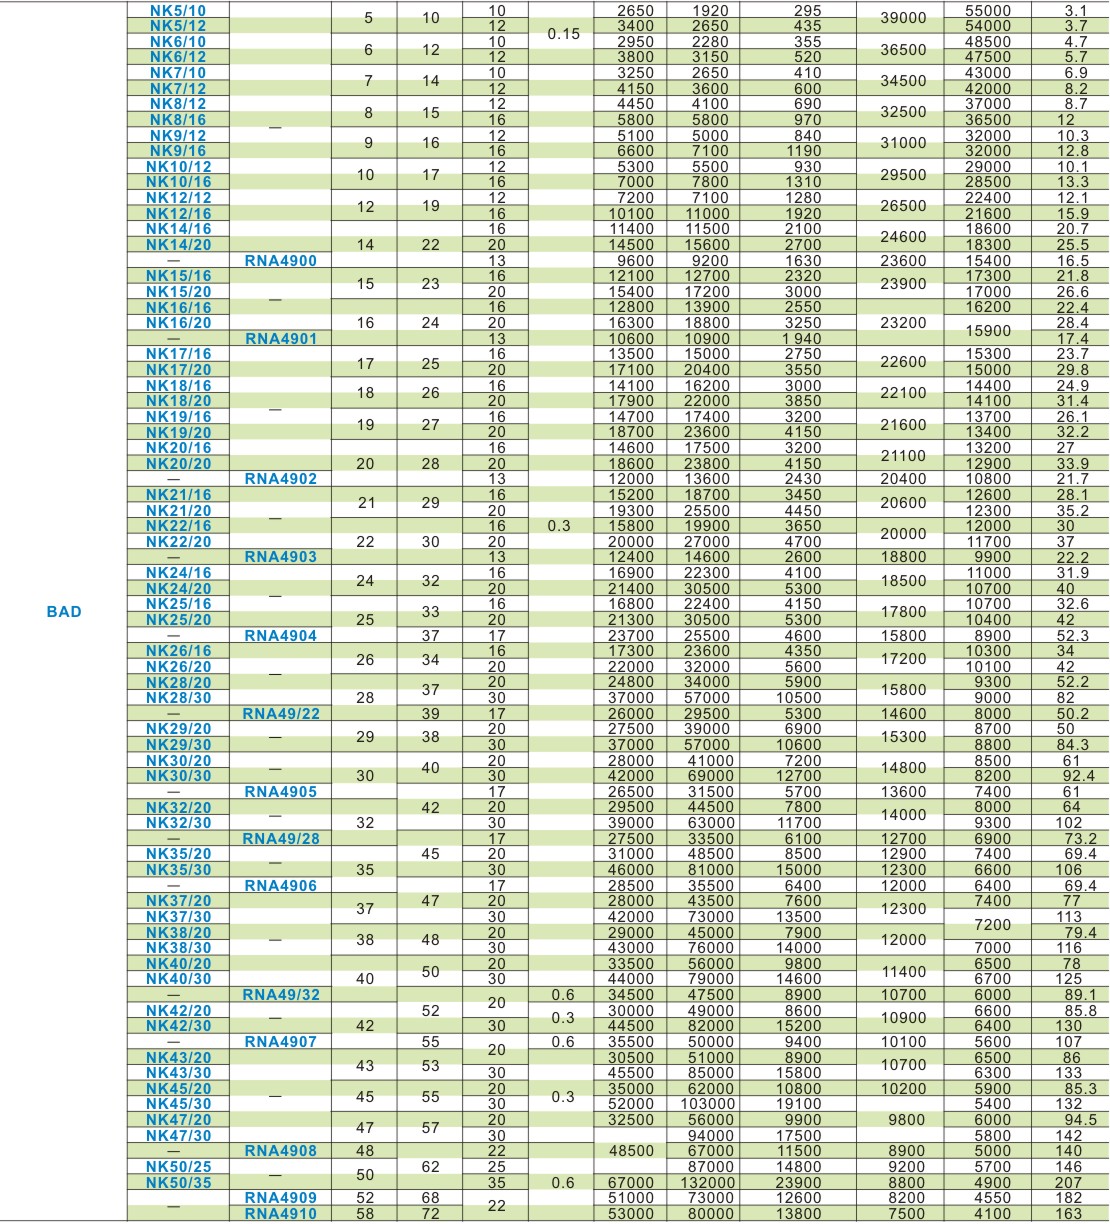 NK5/10 5 10 10 0.15 2650 1920 295 39000 55000 3.1
NK5/12 12 3400 2650 435 54000 3.7
NK6/10 6 12 10 2950 2280 355 36500 48500 4.7
NK6/12 12 3800 3150 520 47500 5.7
NK7/10 7 14 10 3250 2650 410 34500 43000 6.9
NK7/12 12 4150 3600 600 42000 8.2
NK8/12 8 15 12 4450 4100 690 32500 37000 8.7
NK8/16 — 16 5800 5800 970 36500 12
NK9/12 9 16 12 5100 5000 840 31000 32000 10.3
NK9/16 16 6600 7100 1190 32000 12.8
NK10/12 10 17 12 5300 5500 930 29500 29000 10.1
NK10/16 16 7000 7800 1310 28500 13.3
NK12/12 12 19 12 7200 7100 1280 26500 22400 12.1
NK12/16 16 10100 11000 1920 21600 15.9
NK14/16 16 11400 11500 2100 24600 18600 20.7
NK14/20 14 22 20 14500 15600 2700 18300 25.5
— RNA4900 13 9600 9200 1630 23600 15400 16.5
NK15/16 15 23 16 12100 12700 2320 23900 17300 21.8
NK15/20 — 20 15400 17200 3000 17000 26.6
NK16/16 16 12800 13900 2550 16200 22.4
NK16/20 16 24 20 16300 18800 3250 23200 15900 28.4
— RNA4901 13 10600 10900 1 940 17.4
NK17/16 17 25 16 13500 15000 2750 22600 15300 23.7
NK17/20 20 17100 20400 3550 15000 29.8
NK18/16 18 26 16 14100 16200 3000 22100 14400 24.9
NK18/20 — 20 17900 22000 3850 14100 31.4
NK19/16 19 27 16 14700 17400 3200 21600 13700 26.1
NK19/20 20 18700 23600 4150 13400 32.2
NK20/16 16 14600 17500 3200 21100 13200 27
NK20/20 20 28 20 18600 23800 4150 12900 33.9
— RNA4902 13 12000 13600 2430 20400 10800 21.7
NK21/16 21 29 16 15200 18700 3450 20600 12600 28.1
NK21/20 — 20 19300 25500 4450 12300 35.2
NK22/16 16 0.3 15800 19900 3650 20000 12000 30
NK22/20 22 30 20 20000 27000 4700 11700 37
— RNA4903 13 12400 14600 2600 18800 9900 22.2
NK24/16 24 32 16 16900 22300 4100 18500 11000 31.9
NK24/20 — 20 21400 30500 5300 10700 40
NK25/16 33 16 16800 22400 4150 17800 10700 32.6
BAD NK25/20 25 20 21300 30500 5300 10400 42
— RNA4904 37 17 23700 25500 4600 15800 8900 52.3
NK26/16 26 34 16 17300 23600 4350 17200 10300 34
NK26/20 — 20 22000 32000 5600 10100 42
NK28/20 37 20 24800 34000 5900 15800 9300 52.2
NK28/30 28 30 37000 57000 10500 9000 82
— RNA49/22 39 17 26000 29500 5300 14600 8000 50.2
NK29/20 — 29 38 20 27500 39000 6900 15300 8700 50
NK29/30 30 37000 57000 10600 8800 84.3
NK30/20 — 40 20 28000 41000 7200 14800 8500 61
NK30/30 30 30 42000 69000 12700 8200 92.4
— RNA4905 17 26500 31500 5700 13600 7400 61
NK32/20 — 42 20 29500 44500 7800 14000 8000 64
NK32/30 32 30 39000 63000 11700 9300 102
— RNA49/28 17 27500 33500 6100 12700 6900 73.2
NK35/20 — 45 20 31000 48500 8500 12900 7400 69.4
NK35/30 35 30 46000 81000 15000 12300 6600 106
— RNA4906 17 28500 35500 6400 12000 6400 69.4
NK37/20 37 47 20 28000 43500 7600 12300 7400 77
NK37/30 30 42000 73000 13500 7200 113
NK38/20 — 38 48 20 29000 45000 7900 12000 79.4
NK38/30 30 43000 76000 14000 7000 116
NK40/20 50 20 33500 56000 9800 11400 6500 78
NK40/30 40 30 44000 79000 14600 6700 125
— RNA49/32 20 0.6 34500 47500 8900 10700 6000 89.1
NK42/20 — 52 0.3 30000 49000 8600 10900 6600 85.8
NK42/30 42 30 44500 82000 15200 6400 130
— RNA4907 55 20 0.6 35500 50000 9400 10100 5600 107
NK43/20 43 53 30500 51000 8900 10700 6500 86
NK43/30 30 45500 85000 15800 6300 133
NK45/20 — 45 55 20 0.3 35000 62000 10800 10200 5900 85.3
NK45/30 30 52000 103000 19100 5400 132
NK47/20 47 57 20 32500 56000 9900 9800 6000 94.5
NK47/30 30 94000 17500 5800 142
— RNA4908 48 22 48500 67000 11500 8900 5000 140
NK50/25 — 50 62 25 87000 14800 9200 5700 146
NK50/35 35 0.6 67000 132000 23900 8800 4900 207
— RNA4909 52 68 22 51000 73000 12600 8200 4550 182
RNA4910 58 72 53000 80000 13800 7500 4100 163